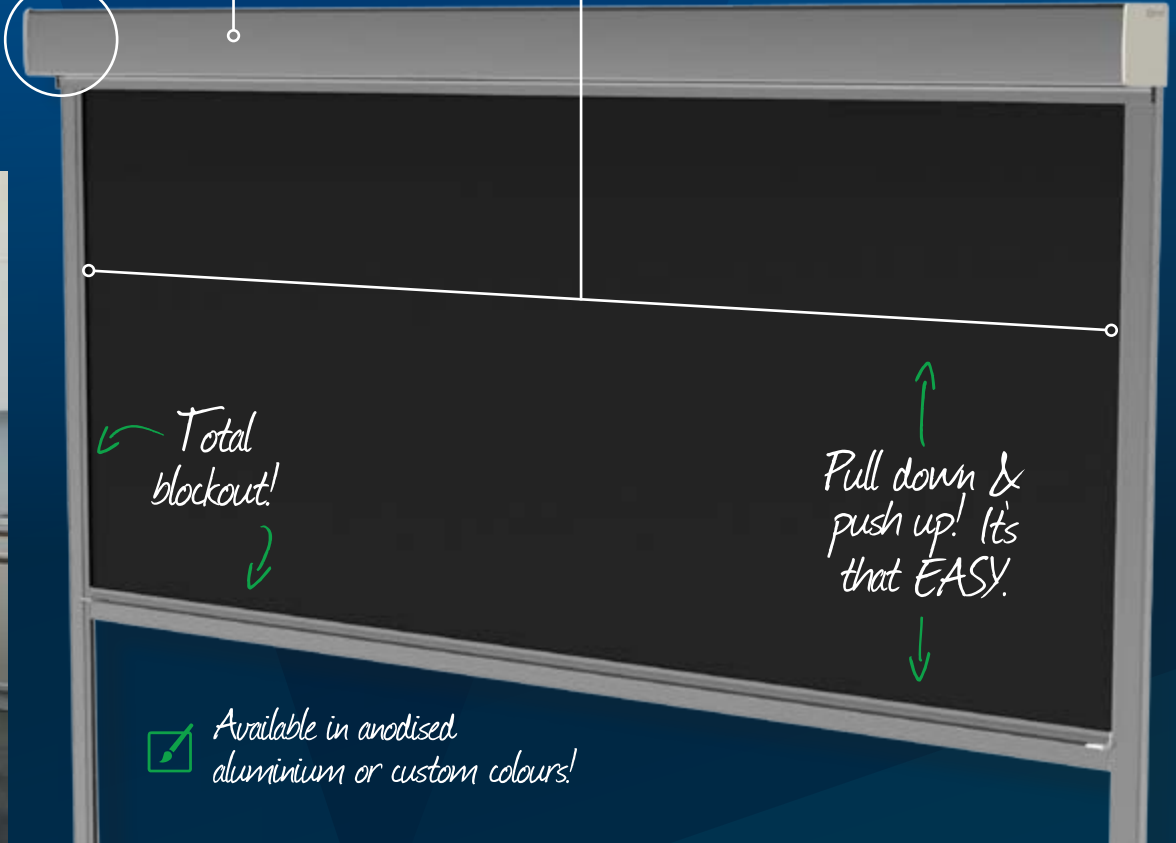 Total
blockout!
Pull down &
push up! It's
that EASY.
Available in anodised
aluminium or custom colours!